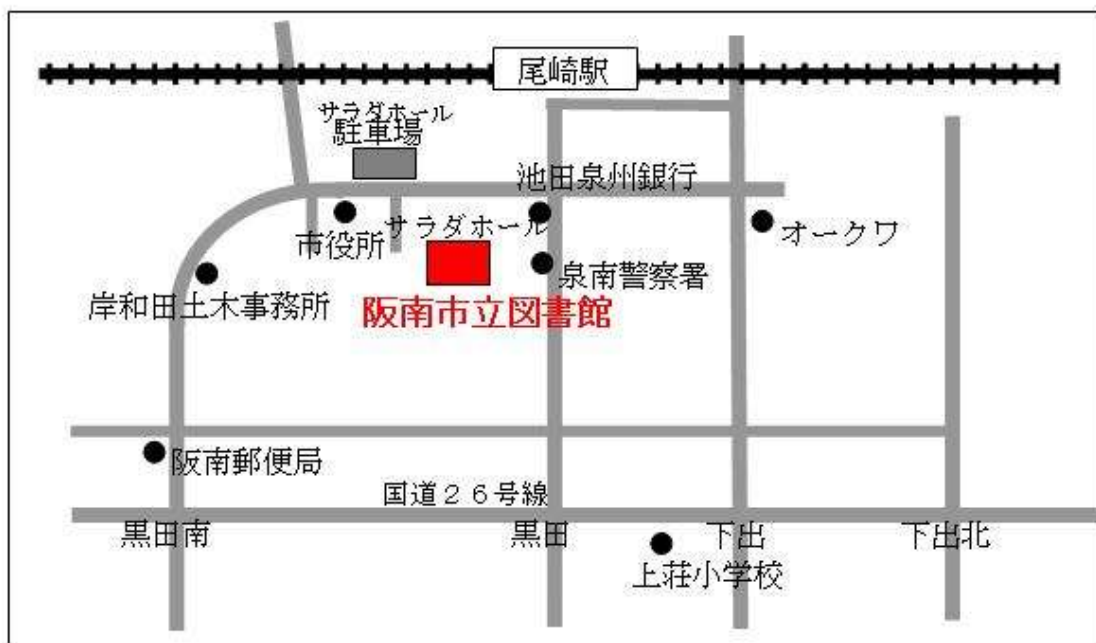 尾崎駅
サラダホール
駐車場
池田泉州銀行
市役所
サラダホール
オークワ
泉南警察署
岸和田土木事務所
阪南市立図書館
阪南郵便局
国道26号線
黒田南
黒田
下出
下出北
上荘小学校